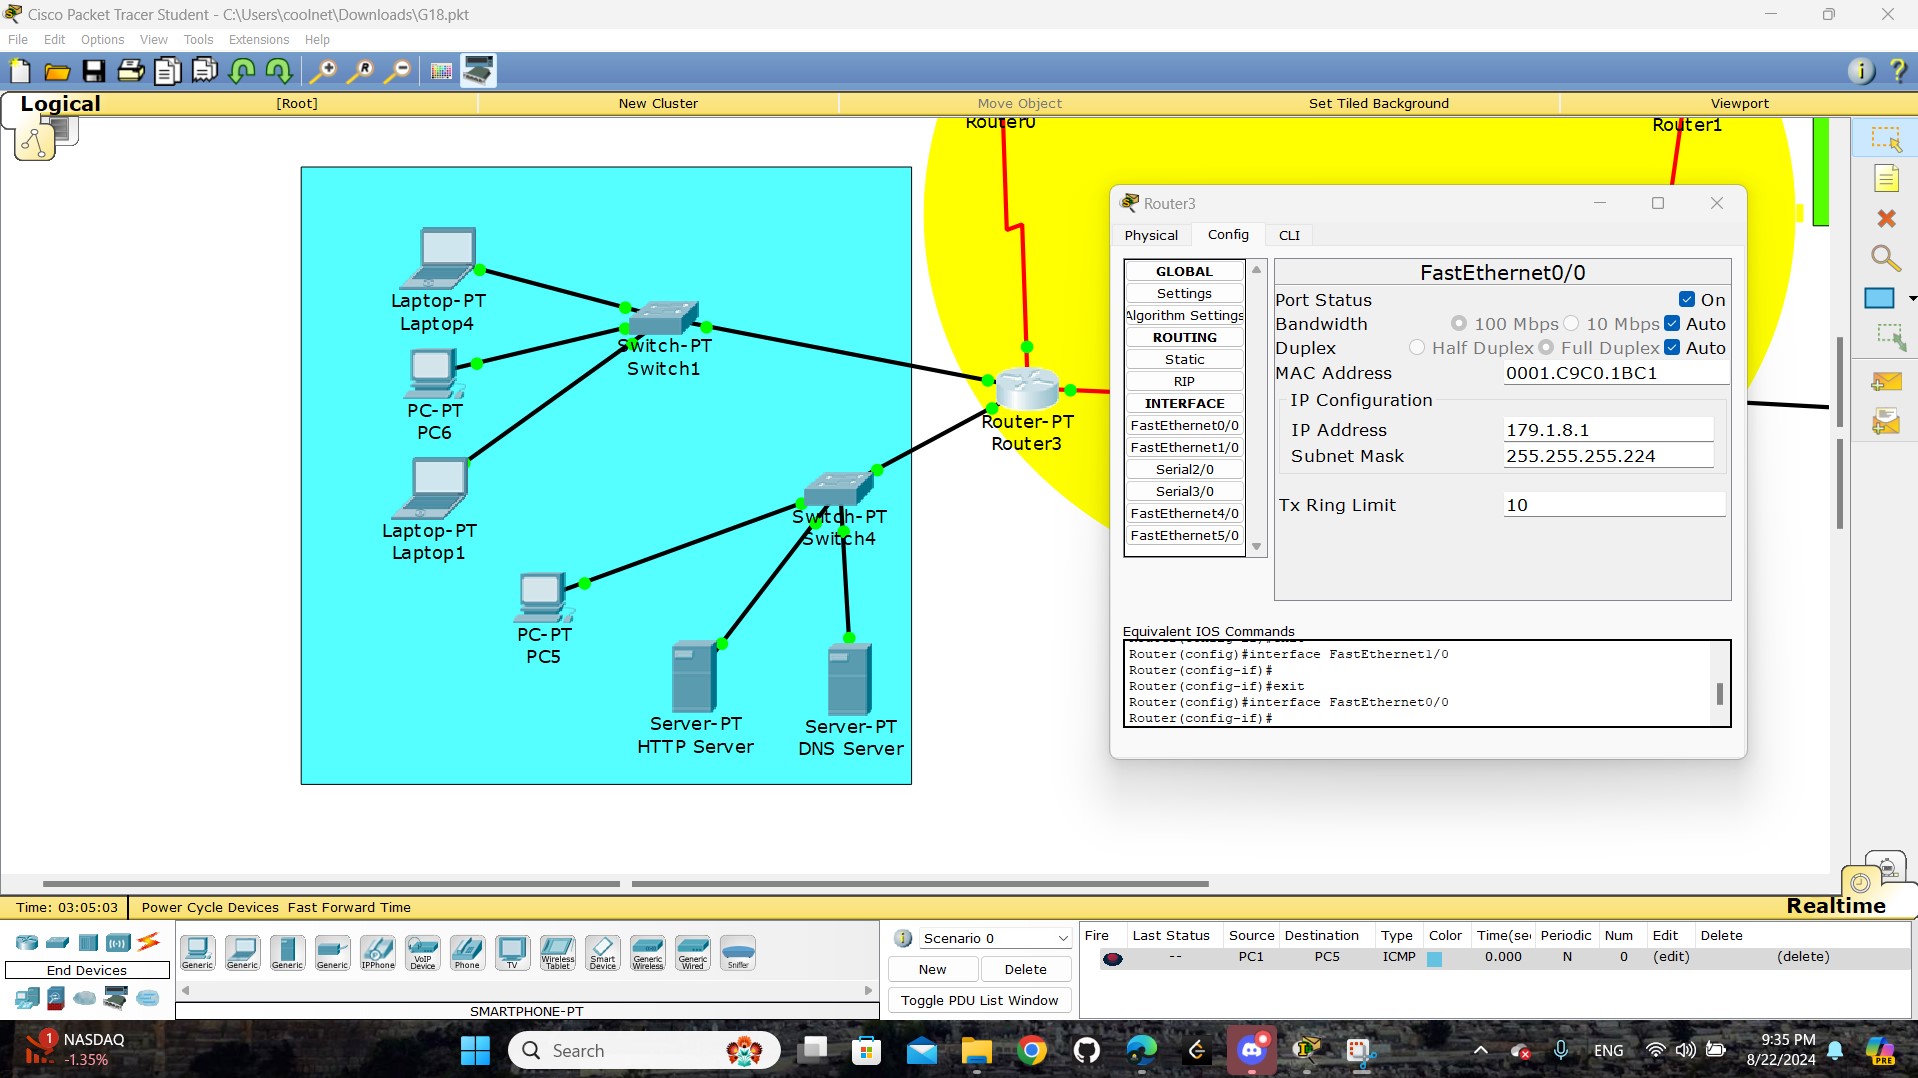 Cisco Packet Tracer Student - C:\Users\coolnet\Downloads\G18.pkt
File Edit Options View Tools Extensions Help
Logical [Root] New Cluster Move Object Set Tiled Background Viewport
Router0
Router1
Laptop-PT
Laptop4
Switch-PT
Switch1
PC-PT
PC6
Laptop-PT
Laptop1
Router-PT
Router3
Switch-PT
Switch4
PC-PT
PC5
Server-PT
HTTP Server
Server-PT
DNS Server
Router3
Physical Config CLI
GLOBAL
Settings
Algorithm Settings
ROUTING
Static
RIP
INTERFACE
FastEthernet0/0
FastEthernet1/0
Serial2/0
Serial3/0
FastEthernet4/0
FastEthernet5/0
FastEthernet0/0
Port Status On
Bandwidth 100 Mbps 10 Mbps Auto
Duplex Half Duplex Full Duplex Auto
MAC Address 0001.C9C0.1BC1
IP Configuration
IP Address 179.1.8.1
Subnet Mask 255.255.255.224
Tx Ring Limit 10
Equivalent IOS Commands
Router(config)#interface FastEthernet1/0
Router(config-if)#
Router(config-if)#exit
Router(config)#interface FastEthernet0/0
Router(config-if)#
Time: 03:05:03 Power Cycle Devices Fast Forward Time
Realtime
End Devices
Generic Generic Generic Generic IPPhone VoIP Device Phone TV Wireless Tablet Smart Device Generic Wireless Generic Wired Sniffer
SMARTPHONE-PT
Scenario 0
New Delete
Toggle PDU List Window
Fire Last Status Source Destination Type Color Time(sec Periodic Num Edit Delete
-- PC1 PC5 ICMP 0.000 N 0 (edit) (delete)
1 NASDAQ
-1.35%
Search
ENG
9:35 PM
8/22/2024
PRE